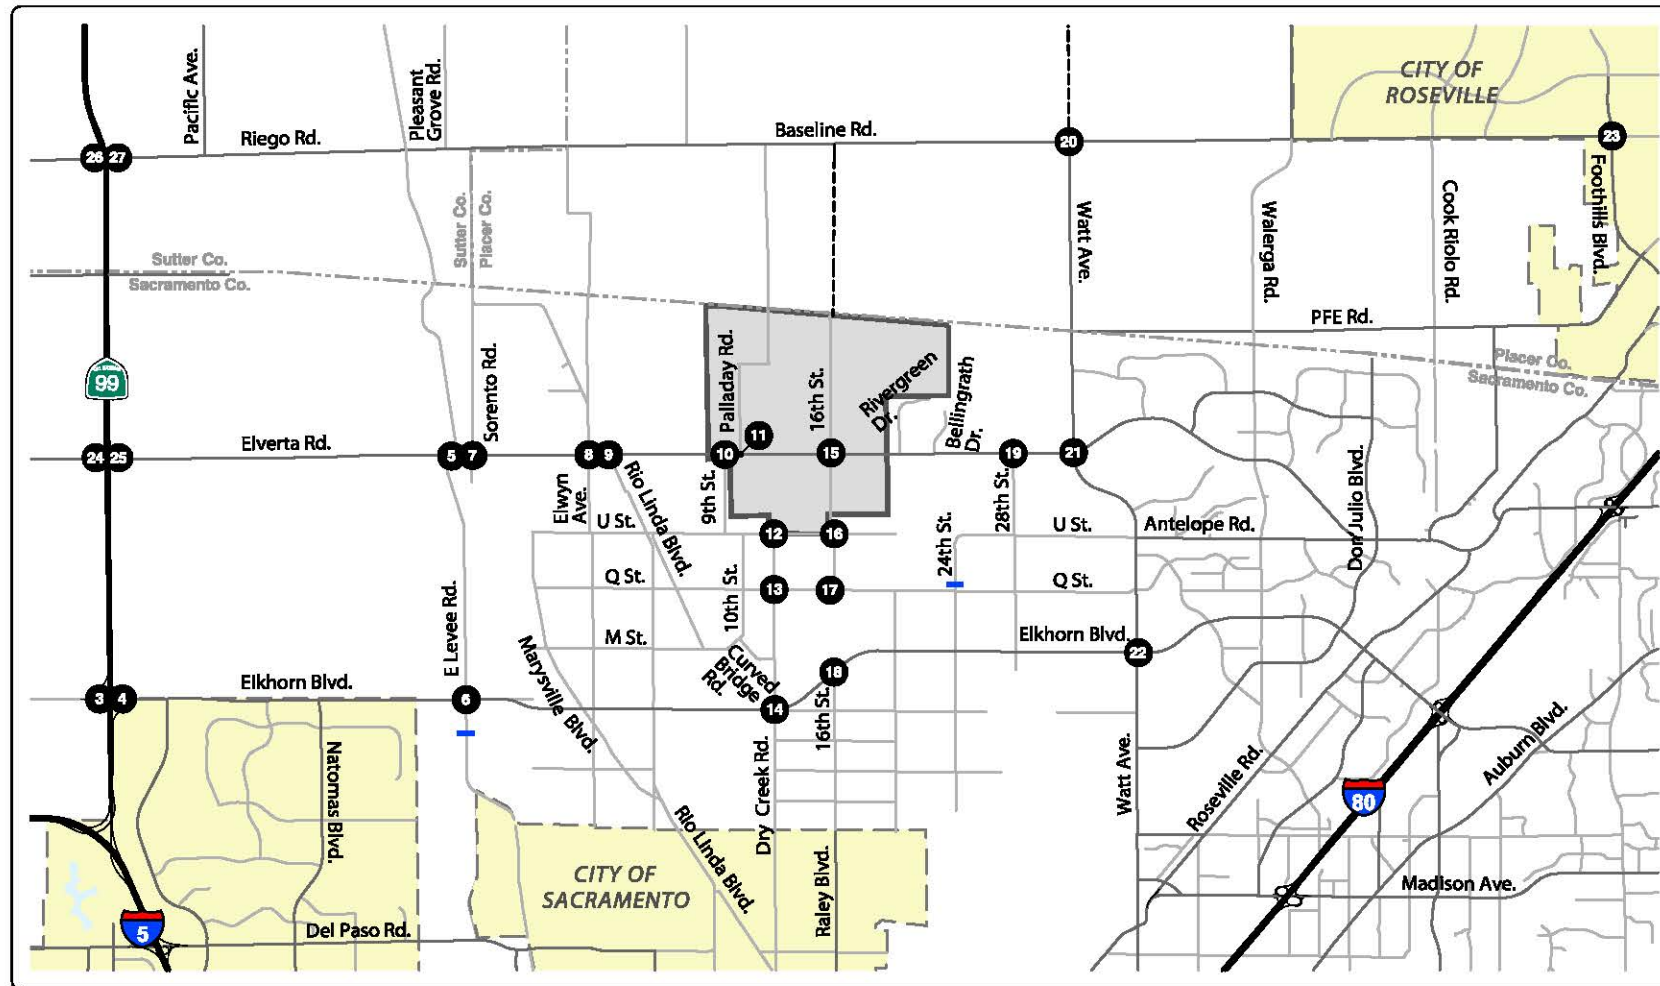 CITY OF
ROSEVILLE
Pacific Ave.
Pleasant
Grove Rd.
Riego Rd.
Baseline Rd.
26
27
20
23
Foothills Blvd.
Sutter Co.
Placer Co.
Watt Ave.
Walerga Rd.
Cook Riolo Rd.
Sutter Co.
Sacramento Co.
PFE Rd.
Placer Co.
Sacramento Co.
99
Sorento Rd.
Palladay Rd.
16th St.
Rivergreen
Dr.
Bellingrath
Dr.
11
Elverta Rd.
24
25
5
7
8
9
10
15
19
21
Elwyn
Ave.
Rio Linda Blvd.
9th St.
28th St.
Don Julio Blvd.
U St.
12
16
24th St.
U St.
Antelope Rd.
Q St.
10th St.
13
17
Q St.
E Levee Rd.
M St.
Marysville Blvd.
Curved
Bridge
Rd.
Elkhorn Blvd.
22
18
Elkhorn Blvd.
3
4
6
14
16th St.
Natomas Blvd.
Dry Creek Rd.
Watt Ave.
Roseville Rd.
Auburn Blvd.
80
Rio Linda Blvd.
Raley Blvd.
CITY OF
SACRAMENTO
Madison Ave.
5
Del Paso Rd.